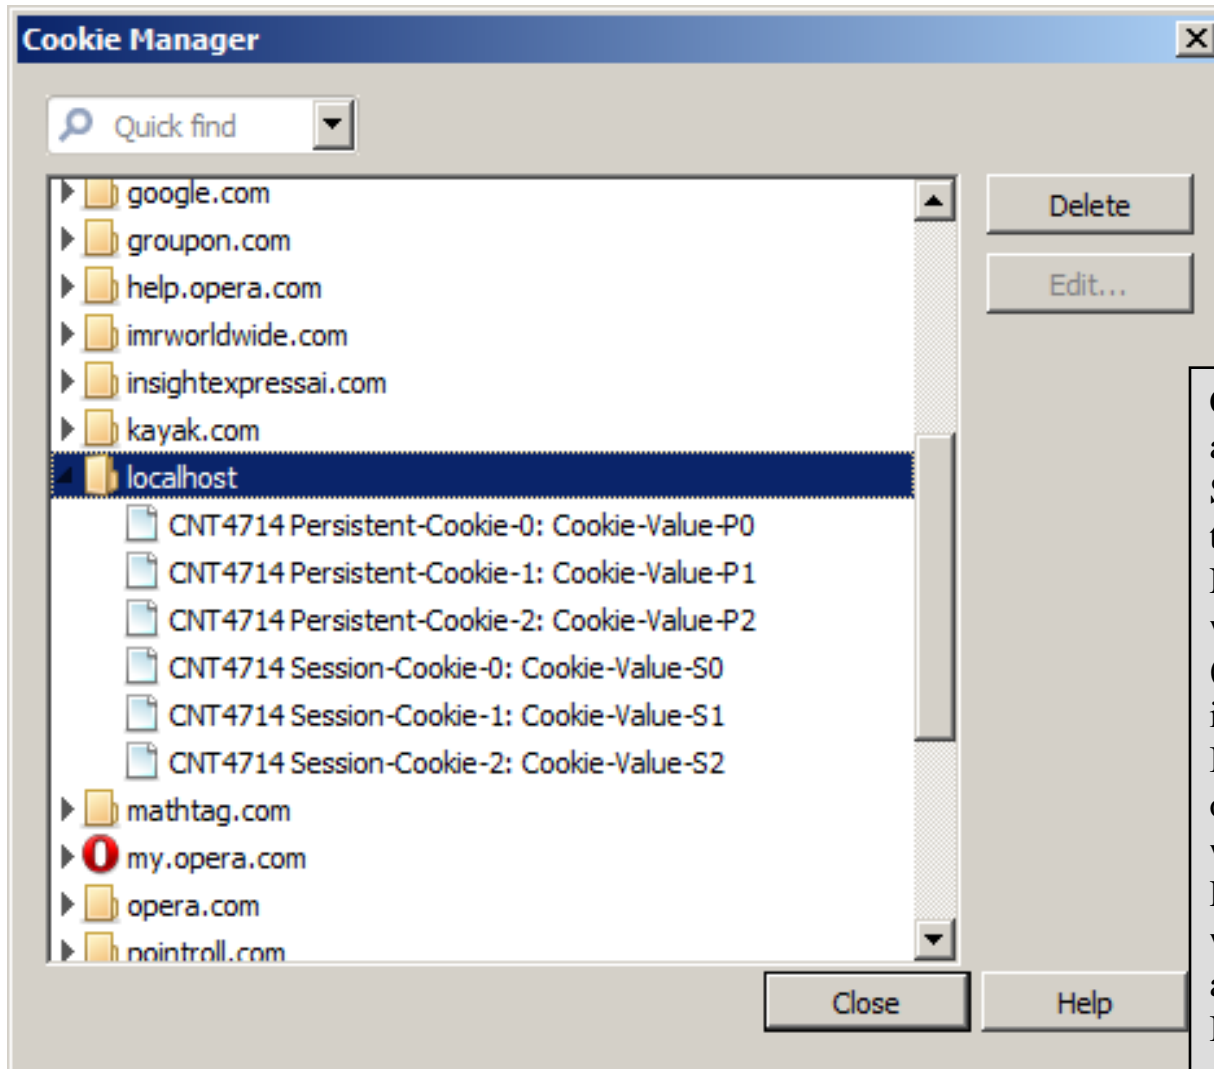 Cookie Manager
Quick find
google.com
groupon.com
help.opera.com
imrworldwide.com
insightexpressai.com
kayak.com
localhost
CNT4714 Persistent-Cookie-0: Cookie-Value-P0
CNT4714 Persistent-Cookie-1: Cookie-Value-P1
CNT4714 Persistent-Cookie-2: Cookie-Value-P2
CNT4714 Session-Cookie-0: Cookie-Value-S0
CNT4714 Session-Cookie-1: Cookie-Value-S1
CNT4714 Session-Cookie-2: Cookie-Value-S2
mathtag.com
my.opera.com
opera.com
pointroll.com
Delete
Edit...
Close
Help